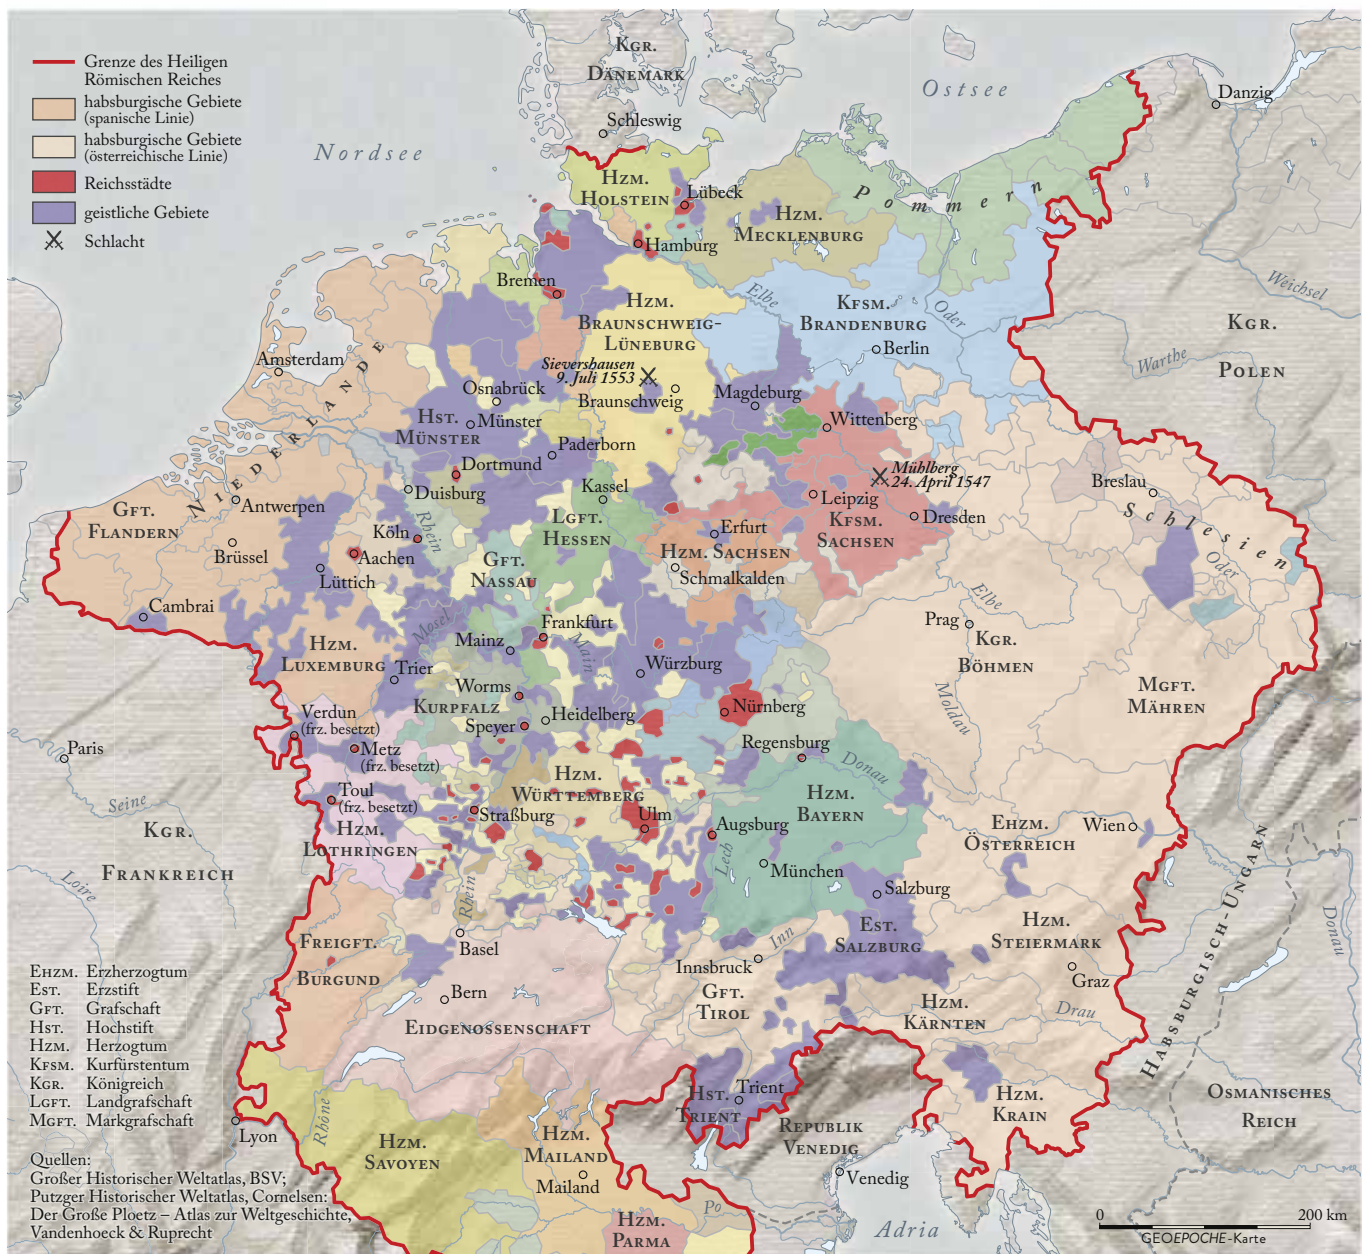 Grenze des Heiligen
Römischen Reiches
habsburgische Gebiete
(spanische Linie)
habsburgische Gebiete
(österreichische Linie)
Reichsstädte
geistliche Gebiete
Schlacht
Kgr.
Dänemark
Schleswig
Ostsee
Danzig
Nordsee
Hzm.
Holstein
Lübeck
Hamburg
Hzm.
Mecklenburg
Pommern
Weichsel
Bremen
Elbe
Oder
Hzm.
Braunschweig-
Lüneburg
Kfsm.
Brandenburg
Berlin
Kgr.
Polen
Warthe
Amsterdam
Niederlande
Sievershausen
9. Juli 1553
Braunschweig
Magdeburg
Osnabrück
Hst.
Münster
Münster
Paderborn
Wittenberg
Dortmund
Duisburg
Kassel
Mühlberg
24. April 1547
Leipzig
Kfsm.
Sachsen
Dresden
Breslau
Schlesien
Oder
Gft.
Flandern
Antwerpen
Brüssel
Köln
Rhein
Aachen
Lüttich
Lgft.
Hessen
Gft.
Nassau
Erfurt
Hzm. Sachsen
Schmalkalden
Cambrai
Hzm.
Luxemburg
Mosel
Trier
Mainz
Frankfurt
Main
Würzburg
Elbe
Prag
Kgr.
Böhmen
Moldau
Mgft.
Mähren
Worms
Kurpfalz
Speyer
Heidelberg
Nürnberg
Regensburg
Donau
Verdun
(frz. besetzt)
Metz
(frz. besetzt)
Toul
(frz. besetzt)
Hzm.
Lothringen
Paris
Seine
Kgr.
Frankreich
Loire
Hzm.
Württemberg
Straßburg
Ulm
Augsburg
Lech
Hzm.
Bayern
München
Ehzm.
Österreich
Wien
Salzburg
Est.
Salzburg
Hzm.
Steiermark
Graz
Habsburgisch-Ungarn
Donau
Rhein
Basel
Freigft.
Burgund
Bern
Eidgenossenschaft
Inn
Innsbruck
Gft.
Tirol
Hzm.
Kärnten
Drau
Hst.
Trient
Trient
Hzm.
Krain
Osmanisches
Reich
Republik
Venedig
Venedig
Adria
Rhône
Lyon
Hzm.
Savoyen
Hzm.
Mailand
Mailand
Po
Hzm.
Parma
Ehzm. Erzherzogtum
Est. Erzstift
Gft. Grafschaft
Hst. Hochstift
Hzm. Herzogtum
Kfsm. Kurfürstentum
Kgr. Königreich
Lgft. Landgrafschaft
Mgft. Markgrafschaft
Quellen:
Großer Historischer Weltatlas, BSV;
Putzger Historischer Weltatlas, Cornelsen;
Der Große Ploetz – Atlas zur Weltgeschichte,
Vandenhoeck & Ruprecht
0 200 km
GEOEPOCHE-Karte